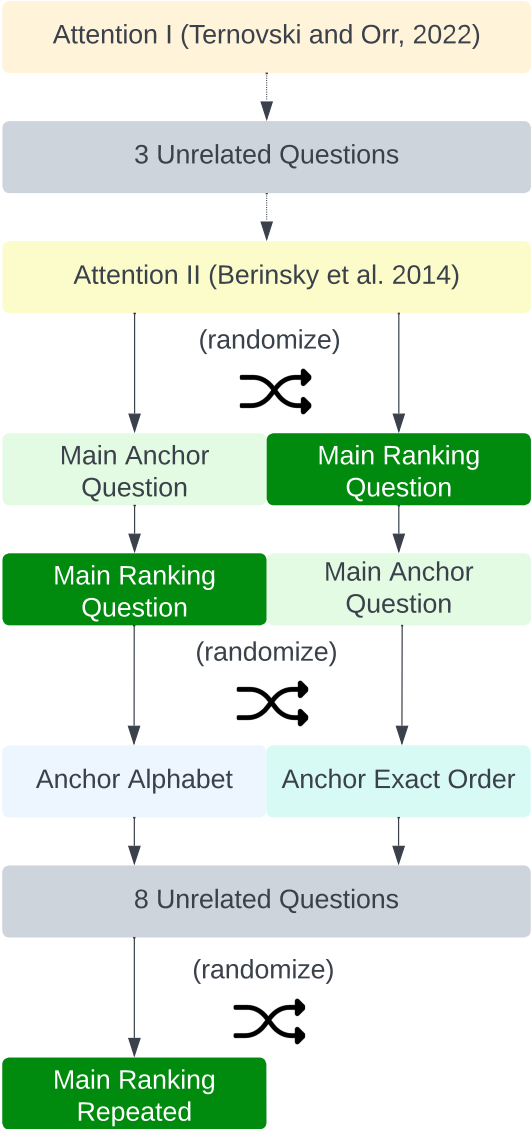 Attention I (Ternovski and Orr, 2022)
3 Unrelated Questions
Attention II (Berinsky et al. 2014)
(randomize)
Main Anchor
Question
Main Ranking
Question
Main Ranking
Question
Main Anchor
Question
(randomize)
Anchor Alphabet
Anchor Exact Order
8 Unrelated Questions
(randomize)
Main Ranking
Repeated